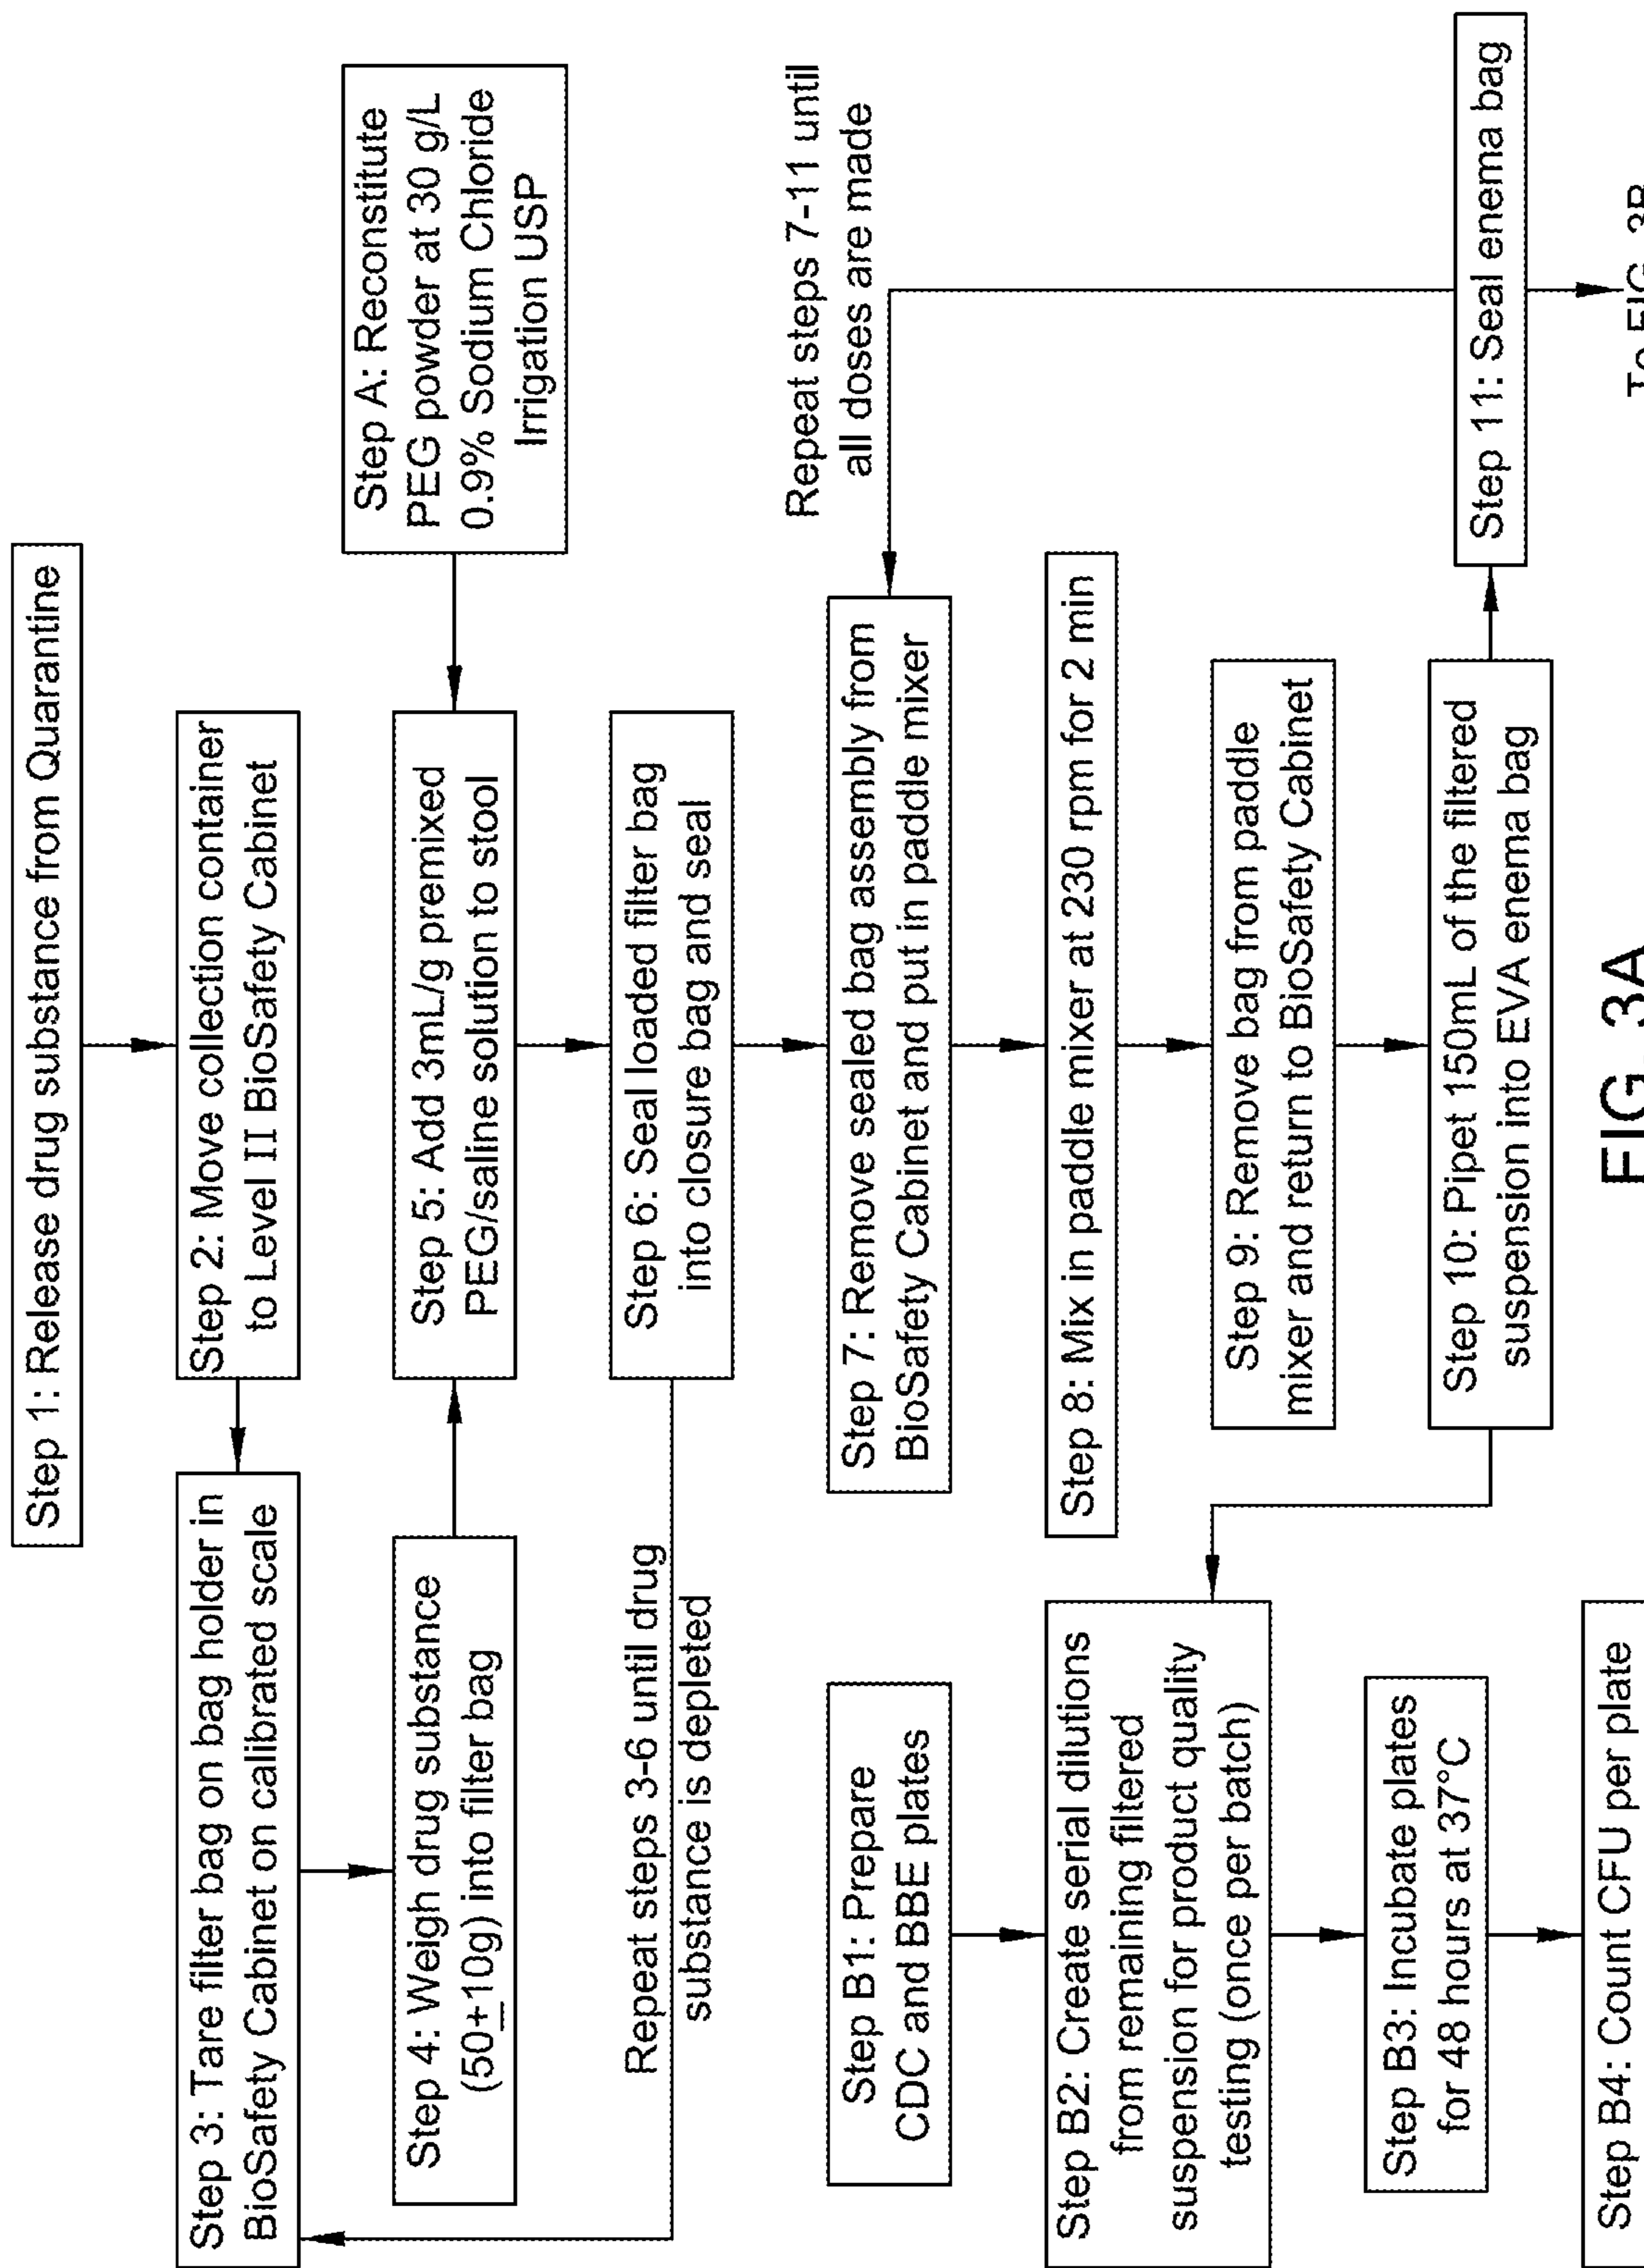 Step 1: Release drug substance from Quarantine
Step 2: Move collection container
to Level II BioSafety Cabinet
Step 3: Tare filter bag on bag holder in
BioSafety Cabinet on calibrated scale
Step 4: Weigh drug substance
(50±10g) into filter bag
Step A: Reconstitute
PEG powder at 30 g/L
0.9% Sodium Chloride
Irrigation USP
Step 5: Add 3mL/g premixed
PEG/saline solution to stool
Step 6: Seal loaded filter bag
into closure bag and seal
Repeat steps 3-6 until drug
substance is depleted
Step 7: Remove sealed bag assembly from
BioSafety Cabinet and put in paddle mixer
Repeat steps 7-11 until
all doses are made
Step 8: Mix in paddle mixer at 230 rpm for 2 min
Step 9: Remove bag from paddle
mixer and return to BioSafety Cabinet
Step 10: Pipet 150mL of the filtered
suspension into EVA enema bag
Step 11: Seal enema bag
To FIG. 3B
Step B1: Prepare
CDC and BBE plates
Step B2: Create serial dilutions
from remaining filtered
suspension for product quality
testing (once per batch)
Step B3: Incubate plates
for 48 hours at 37°C
Step B4: Count CFU per plate
FIG. 3A